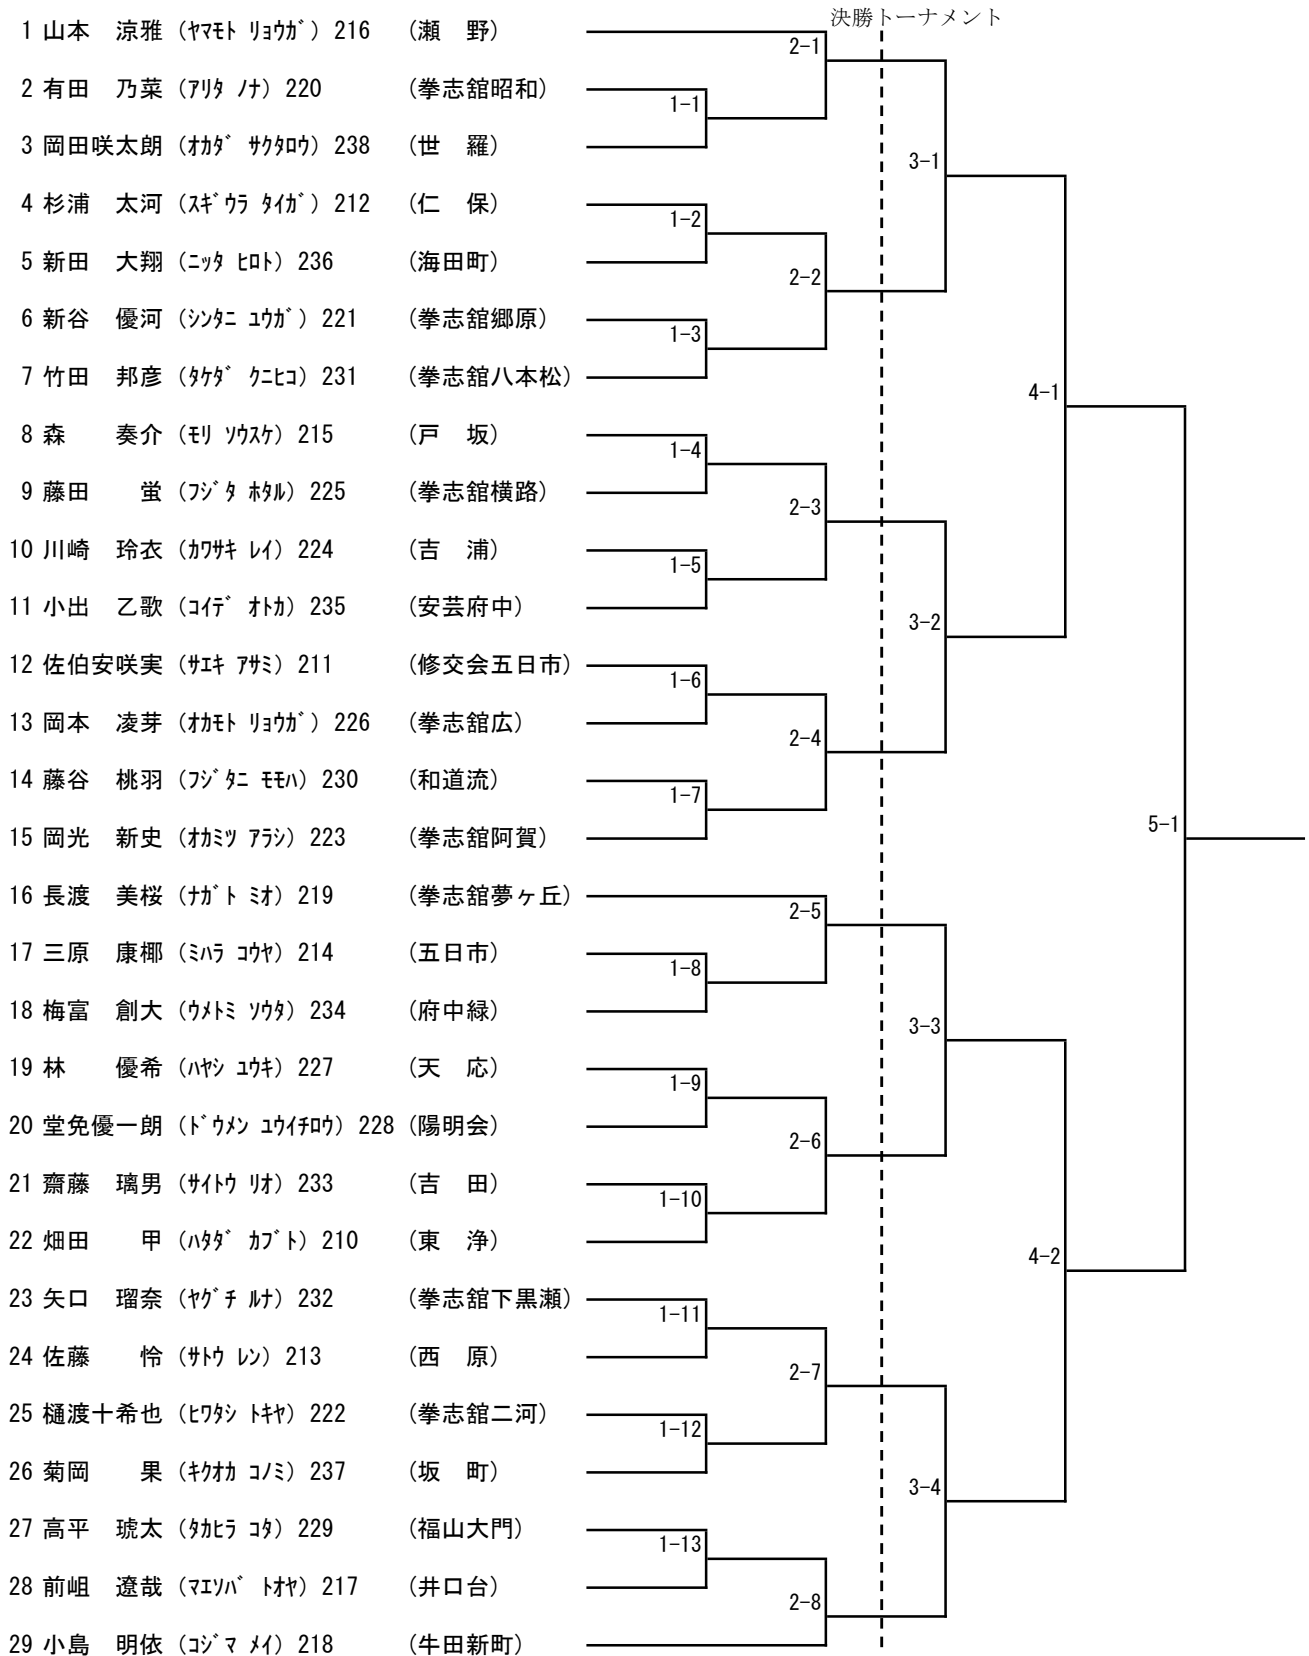 決勝トーナメント
1 山本　涼雅 (ﾔﾏﾓﾄ ﾘｮｳｶﾞ) 216 (瀬　野)
2-1
2 有田　乃菜 (ｱﾘﾀ ﾉﾅ) 220 (拳志舘昭和)
1-1
3 岡田咲太朗 (ｵｶﾀﾞ ｻｸﾀﾛｳ) 238 (世　羅)
3-1
4 杉浦　太河 (ｽｷﾞｳﾗ ﾀｲｶﾞ) 212 (仁　保)
1-2
5 新田　大翔 (ﾆｯﾀ ﾋﾛﾄ) 236 (海田町)
2-2
6 新谷　優河 (ｼﾝﾀﾆ ﾕｳｶﾞ) 221 (拳志舘郷原)
1-3
7 竹田　邦彦 (ﾀｹﾀﾞ ｸﾆﾋｺ) 231 (拳志舘八本松)
4-1
8 森　　奏介 (ﾓﾘ ｿｳｽｹ) 215 (戸　坂)
1-4
9 藤田　　蛍 (ﾌｼﾞﾀ ﾎﾀﾙ) 225 (拳志舘横路)
2-3
10 川崎　玲衣 (ｶﾜｻｷ ﾚｲ) 224 (吉　浦)
1-5
11 小出　乙歌 (ｺｲﾃﾞ ｵﾄｶ) 235 (安芸府中)
3-2
12 佐伯安咲実 (ｻｴｷ ｱｻﾐ) 211 (修交会五日市)
1-6
13 岡本　凌芽 (ｵｶﾓﾄ ﾘｮｳｶﾞ) 226 (拳志舘広)
2-4
14 藤谷　桃羽 (ﾌｼﾞﾀﾆ ﾓﾓﾊ) 230 (和道流)
1-7
15 岡光　新史 (ｵｶﾐﾂ ｱﾗｼ) 223 (拳志舘阿賀)
5-1
16 長渡　美桜 (ﾅｶﾞﾄ ﾐｵ) 219 (拳志舘夢ヶ丘)
2-5
17 三原　康椰 (ﾐﾊﾗ ｺｳﾔ) 214 (五日市)
1-8
18 梅富　創大 (ｳﾒﾄﾐ ｿｳﾀ) 234 (府中緑)
3-3
19 林　　優希 (ﾊﾔｼ ﾕｳｷ) 227 (天　応)
1-9
20 堂免優一朗 (ﾄﾞｳﾒﾝ ﾕｳｲﾁﾛｳ) 228 (陽明会)
2-6
21 齋藤　璃男 (ｻｲﾄｳ ﾘｵ) 233 (吉　田)
1-10
22 畑田　　甲 (ﾊﾀﾀﾞ ｶﾌﾞﾄ) 210 (東　浄)
4-2
23 矢口　瑠奈 (ﾔｸﾞﾁ ﾙﾅ) 232 (拳志舘下黒瀬)
1-11
24 佐藤　　怜 (ｻﾄｳ ﾚﾝ) 213 (西　原)
2-7
25 樋渡十希也 (ﾋﾜﾀｼ ﾄｷﾔ) 222 (拳志舘二河)
1-12
26 菊岡　　果 (ｷｸｵｶ ｺﾉﾐ) 237 (坂　町)
3-4
27 高平　琥太 (ﾀｶﾋﾗ ｺﾀ) 229 (福山大門)
1-13
28 前岨　遼哉 (ﾏｴｿﾊﾞ ﾄｵﾔ) 217 (井口台)
2-8
29 小島　明依 (ｺｼﾞﾏ ﾒｲ) 218 (牛田新町)